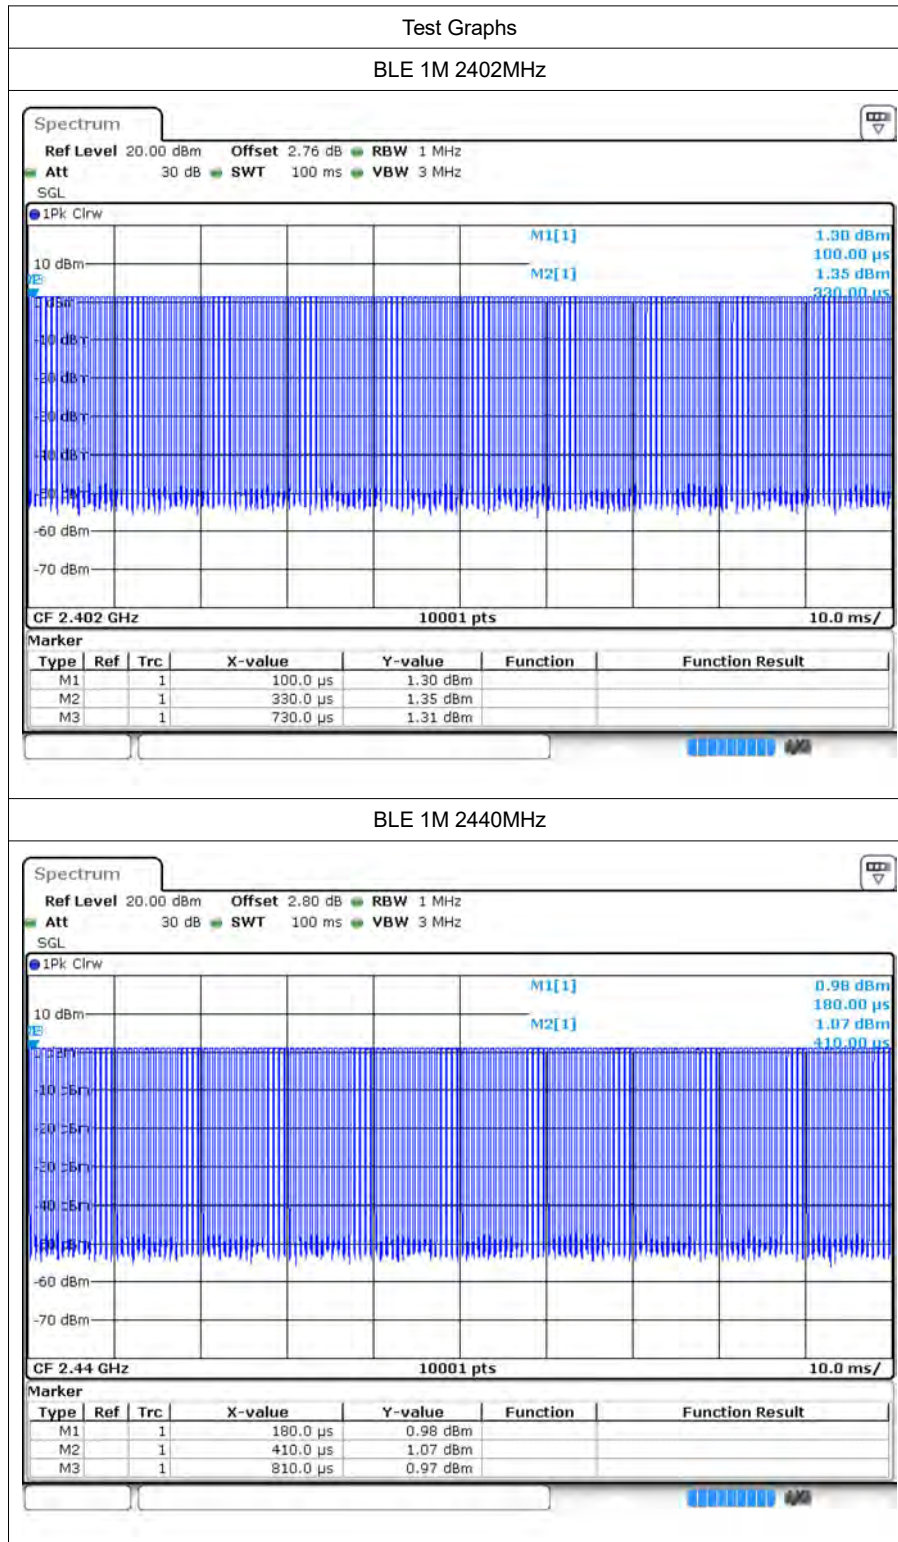 Test Graphs
BLE 1M 2402MHz
Spectrum
Ref Level 20.00 dBm Offset 2.76 dB RBW 1 MHz
Att 30 dB SWT 100 ms VBW 3 MHz
SGL
1Pk Clrw
M1[1] 1.30 dBm
100.00 µs
10 dBm
M2[1] 1.35 dBm
330.00 µs
-60 dBm
-70 dBm
CF 2.402 GHz 10001 pts 10.0 ms/
Marker
Type Ref Trc X-value Y-value Function Function Result
M1 1 100.0 µs 1.30 dBm
M2 1 330.0 µs 1.35 dBm
M3 1 730.0 µs 1.31 dBm
BLE 1M 2440MHz
Spectrum
Ref Level 20.00 dBm Offset 2.80 dB RBW 1 MHz
Att 30 dB SWT 100 ms VBW 3 MHz
SGL
1Pk Clrw
M1[1] 0.98 dBm
180.00 µs
10 dBm
M2[1] 1.07 dBm
410.00 µs
-60 dBm
-70 dBm
CF 2.44 GHz 10001 pts 10.0 ms/
Marker
Type Ref Trc X-value Y-value Function Function Result
M1 1 180.0 µs 0.98 dBm
M2 1 410.0 µs 1.07 dBm
M3 1 810.0 µs 0.97 dBm